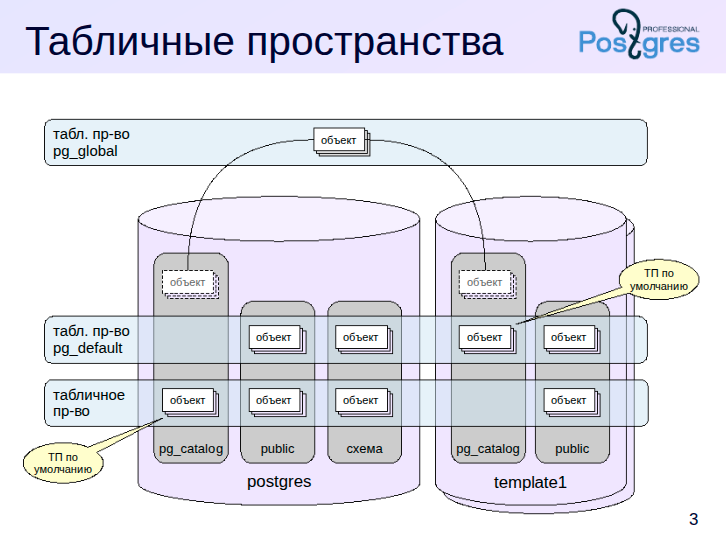 Табличные пространства
PROFESSIONAL
Postgres
табл. пр-во
pg_global
объект
объект
объект
ТП по
умолчанию
табл. пр-во
pg_default
объект
объект
объект
объект
табличное
пр-во
объект
объект
объект
объект
ТП по
умолчанию
pg_catalog
public
схема
pg_catalog
public
postgres
template1
3